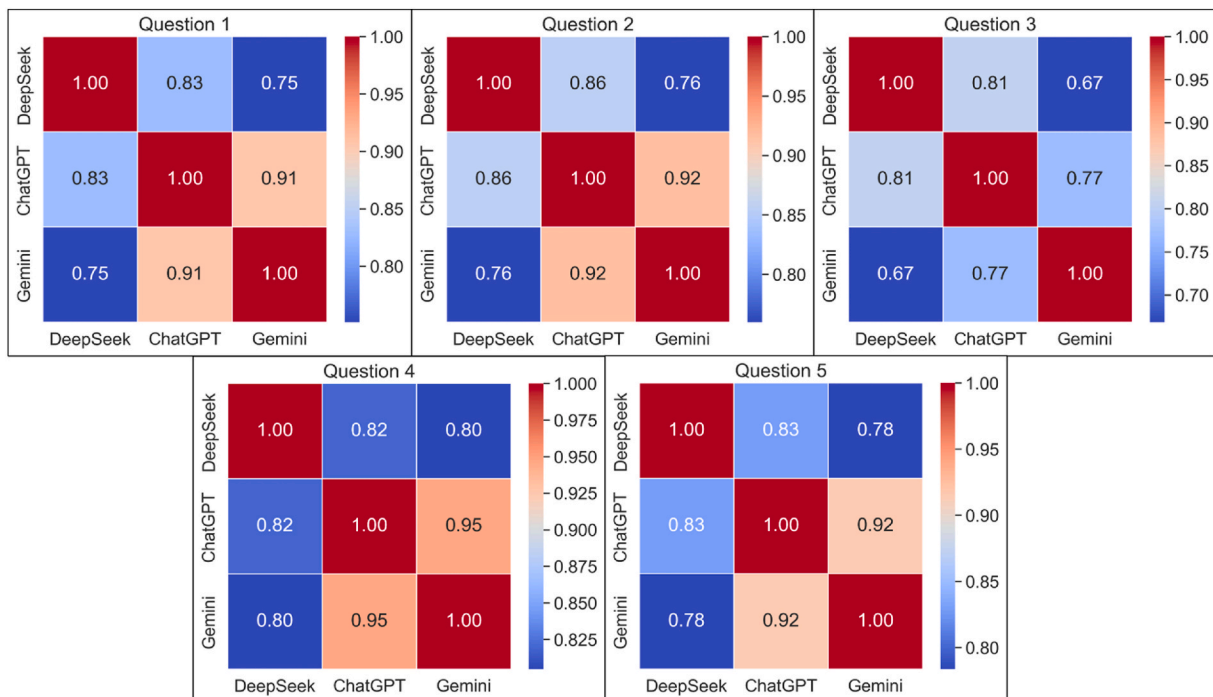 Question 1
DeepSeek 1.00 0.83 0.75
ChatGPT 0.83 1.00 0.91
Gemini 0.75 0.91 1.00
DeepSeek ChatGPT Gemini
1.00
0.95
0.90
0.85
0.80
Question 2
DeepSeek 1.00 0.86 0.76
ChatGPT 0.86 1.00 0.92
Gemini 0.76 0.92 1.00
DeepSeek ChatGPT Gemini
1.00
0.95
0.90
0.85
0.80
Question 3
DeepSeek 1.00 0.81 0.67
ChatGPT 0.81 1.00 0.77
Gemini 0.67 0.77 1.00
DeepSeek ChatGPT Gemini
1.00
0.95
0.90
0.85
0.80
0.75
0.70
Question 4
DeepSeek 1.00 0.82 0.80
ChatGPT 0.82 1.00 0.95
Gemini 0.80 0.95 1.00
DeepSeek ChatGPT Gemini
1.000
0.975
0.950
0.925
0.900
0.875
0.850
0.825
Question 5
DeepSeek 1.00 0.83 0.78
ChatGPT 0.83 1.00 0.92
Gemini 0.78 0.92 1.00
DeepSeek ChatGPT Gemini
1.00
0.95
0.90
0.85
0.80